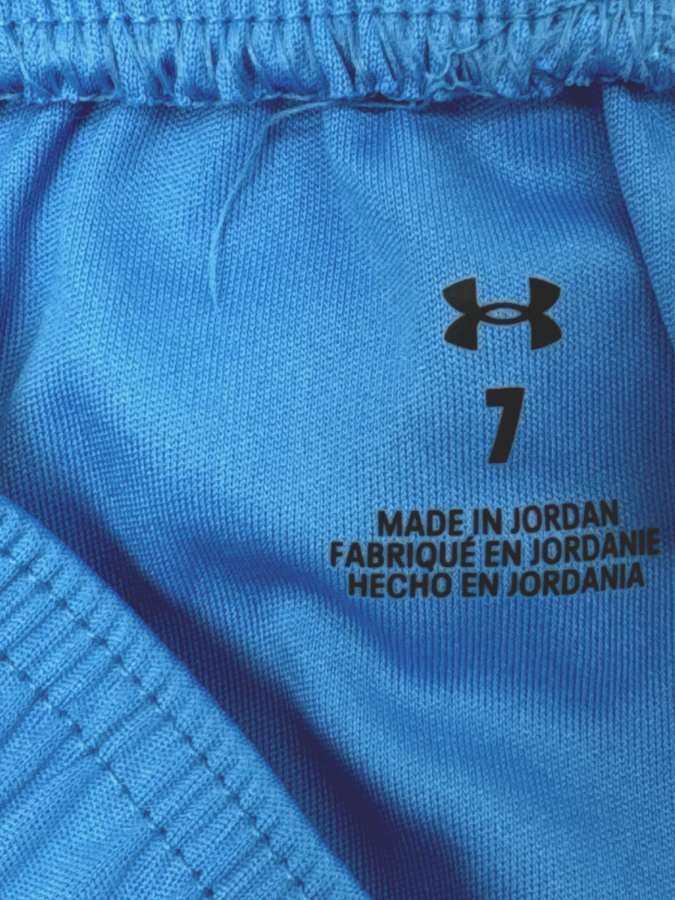 7
MADE IN JORDAN
FABRIQUÉ EN JORDANIE
HECHO EN JORDANIA